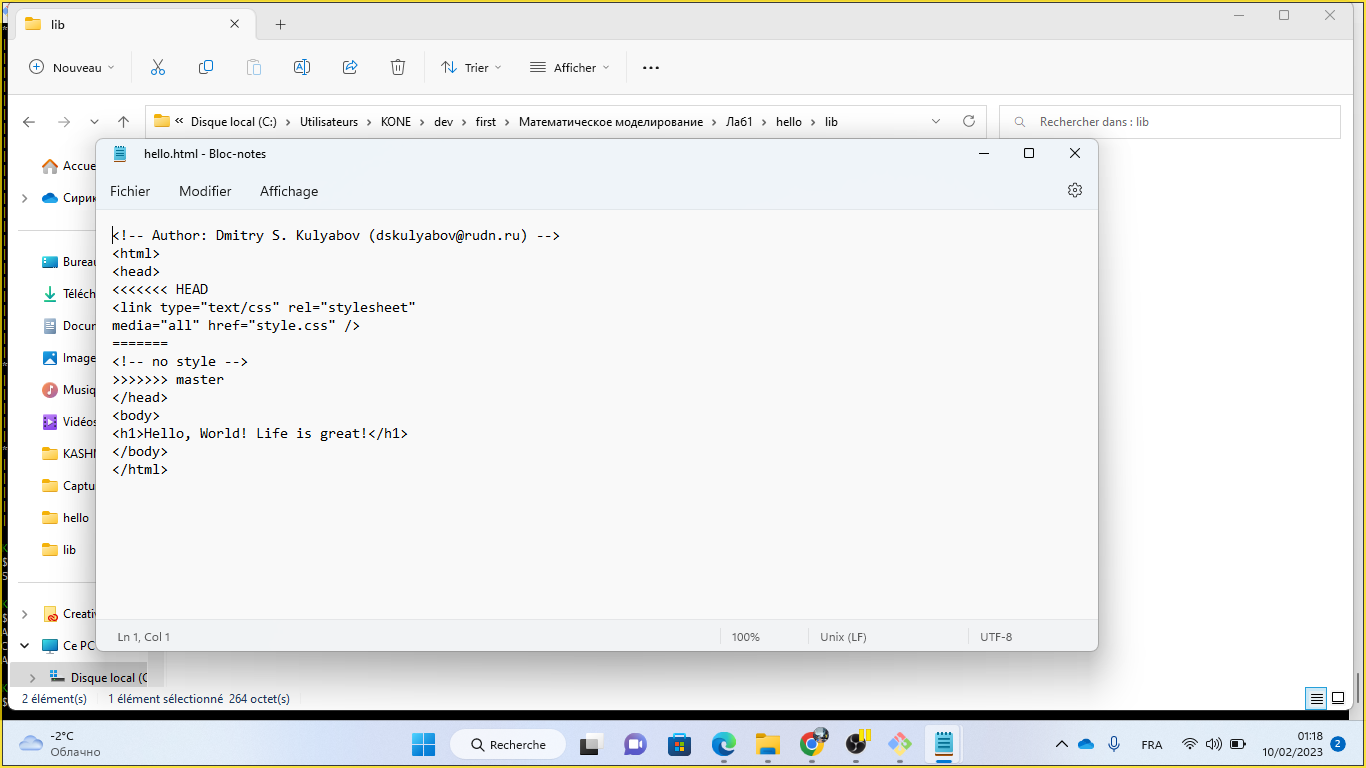 lib
Nouveau
Trier
Afficher
« Disque local (C:) > Utilisateurs > KONE > dev > first > Математическое моделирование > Ла61 > hello > lib
Rechercher dans : lib
hello.html - Bloc-notes
Fichier Modifier Affichage
<!-- Author: Dmitry S. Kulyabov (dskulyabov@rudn.ru) -->
<html>
<head>
<<<<<<< HEAD
<link type="text/css" rel="stylesheet"
media="all" href="style.css" />
=======
<!-- no style -->
>>>>>>> master
</head>
<body>
<h1>Hello, World! Life is great!</h1>
</body>
</html>
Ln 1, Col 1
100%
Unix (LF)
UTF-8
Accue
Сирик
Bureau
Téléch
Docum
Image
Musiq
Vidéos
KASHI
Captu
hello
lib
Creativ
Ce PC
Disque local (C
2 élément(s) 1 élément sélectionné 264 octet(s)
-2°C
Облачно
Recherche
FRA
01:18
10/02/2023
2